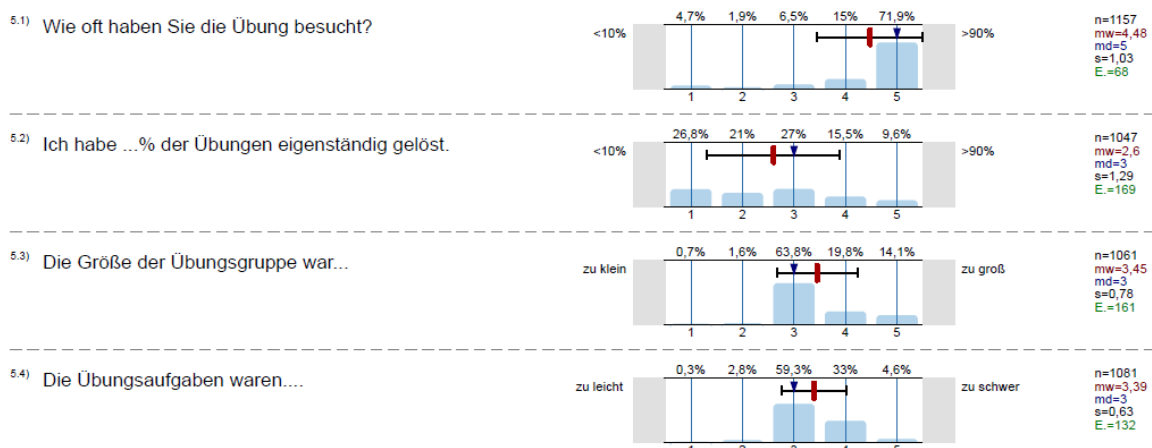 5.1) Wie oft haben Sie die Übung besucht?
<10%
4,7% 1,9% 6,5% 15% 71,9%
1 2 3 4 5
>90%
n=1157
mw=4,48
md=5
s=1,03
E.=68
5.2) Ich habe ...% der Übungen eigenständig gelöst.
<10%
26,8% 21% 27% 15,5% 9,6%
1 2 3 4 5
>90%
n=1047
mw=2,6
md=3
s=1,29
E.=169
5.3) Die Größe der Übungsgruppe war...
zu klein
0,7% 1,6% 63,8% 19,8% 14,1%
1 2 3 4 5
zu groß
n=1061
mw=3,45
md=3
s=0,78
E.=161
5.4) Die Übungsaufgaben waren....
zu leicht
0,3% 2,8% 59,3% 33% 4,6%
zu schwer
n=1081
mw=3,39
md=3
s=0,63
E.=132